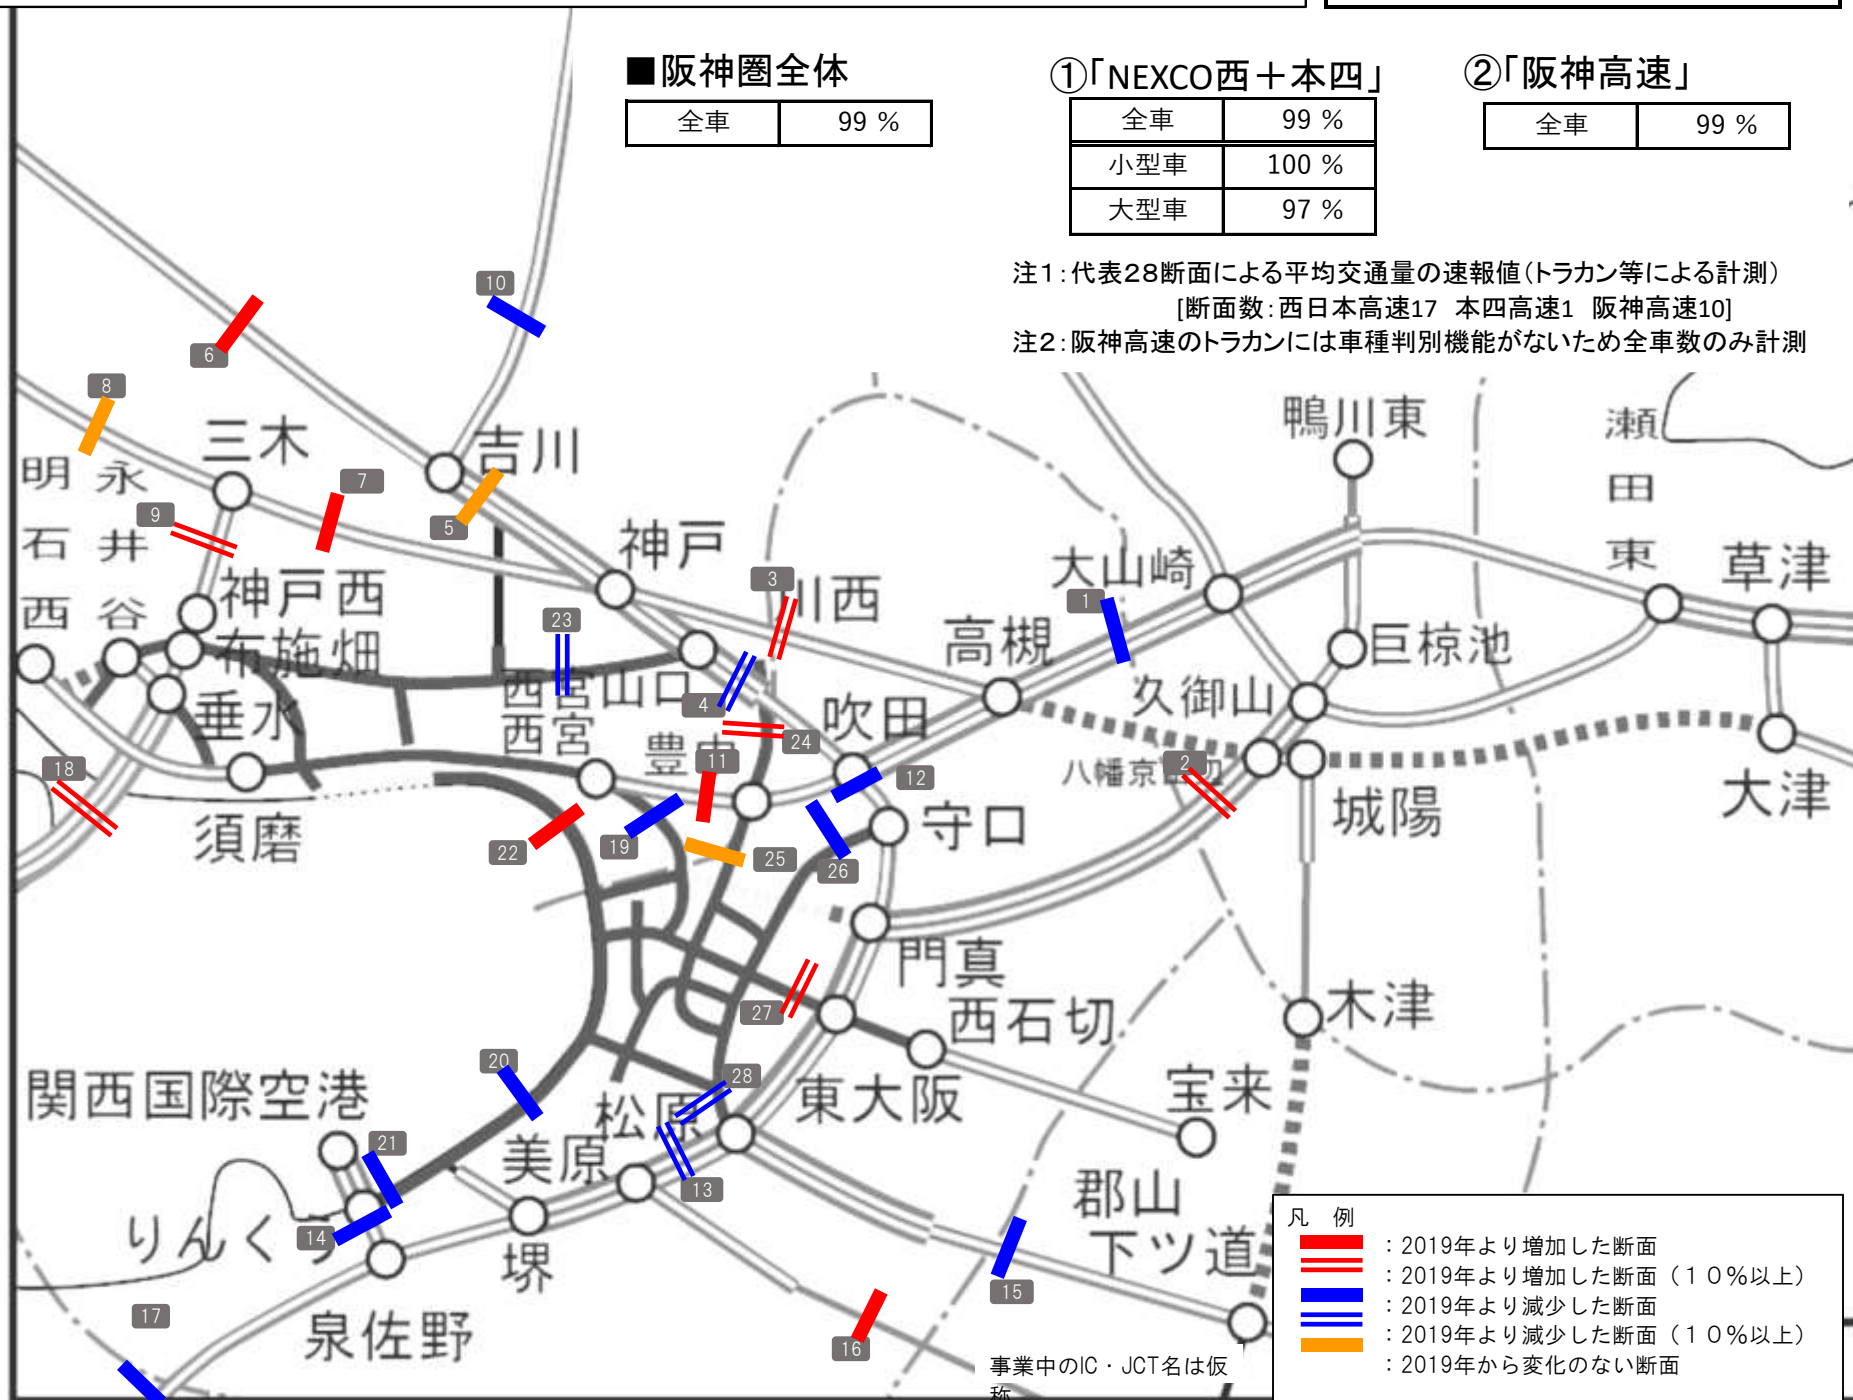 ■阪神圏全体
全車 99 %
①「NEXCO西＋本四」
全車 99 %
小型車 100 %
大型車 97 %
②「阪神高速」
全車 99 %
注１：代表２８断面による平均交通量の速報値（トラカン等による計測）
[断面数：西日本高速17 本四高速1 阪神高速10]
注２：阪神高速のトラカンには車種判別機能がないため全車数のみ計測
10
6
8
三木
吉川
鴨川東
瀬田東
明石西
永井谷
7
9
5
神戸
3
川西
大山崎
1
草津
神戸西
布施畑
23
高槻
巨椋池
西宮山口
4
久御山
垂水
西宮
吹田
24
豊中
11
12
18
八幡京田辺
2
大津
須磨
城陽
守口
22
19
25
26
門真
27
西石切
木津
20
28
関西国際空港
松原
東大阪
宝来
21
美原
13
郡山
下ツ道
りんくう
14
堺
15
17
泉佐野
16
事業中のIC・JCT名は仮
称
凡 例
：2019年より増加した断面
：2019年より増加した断面（１０％以上）
：2019年より減少した断面
：2019年より減少した断面（１０％以上）
：2019年から変化のない断面